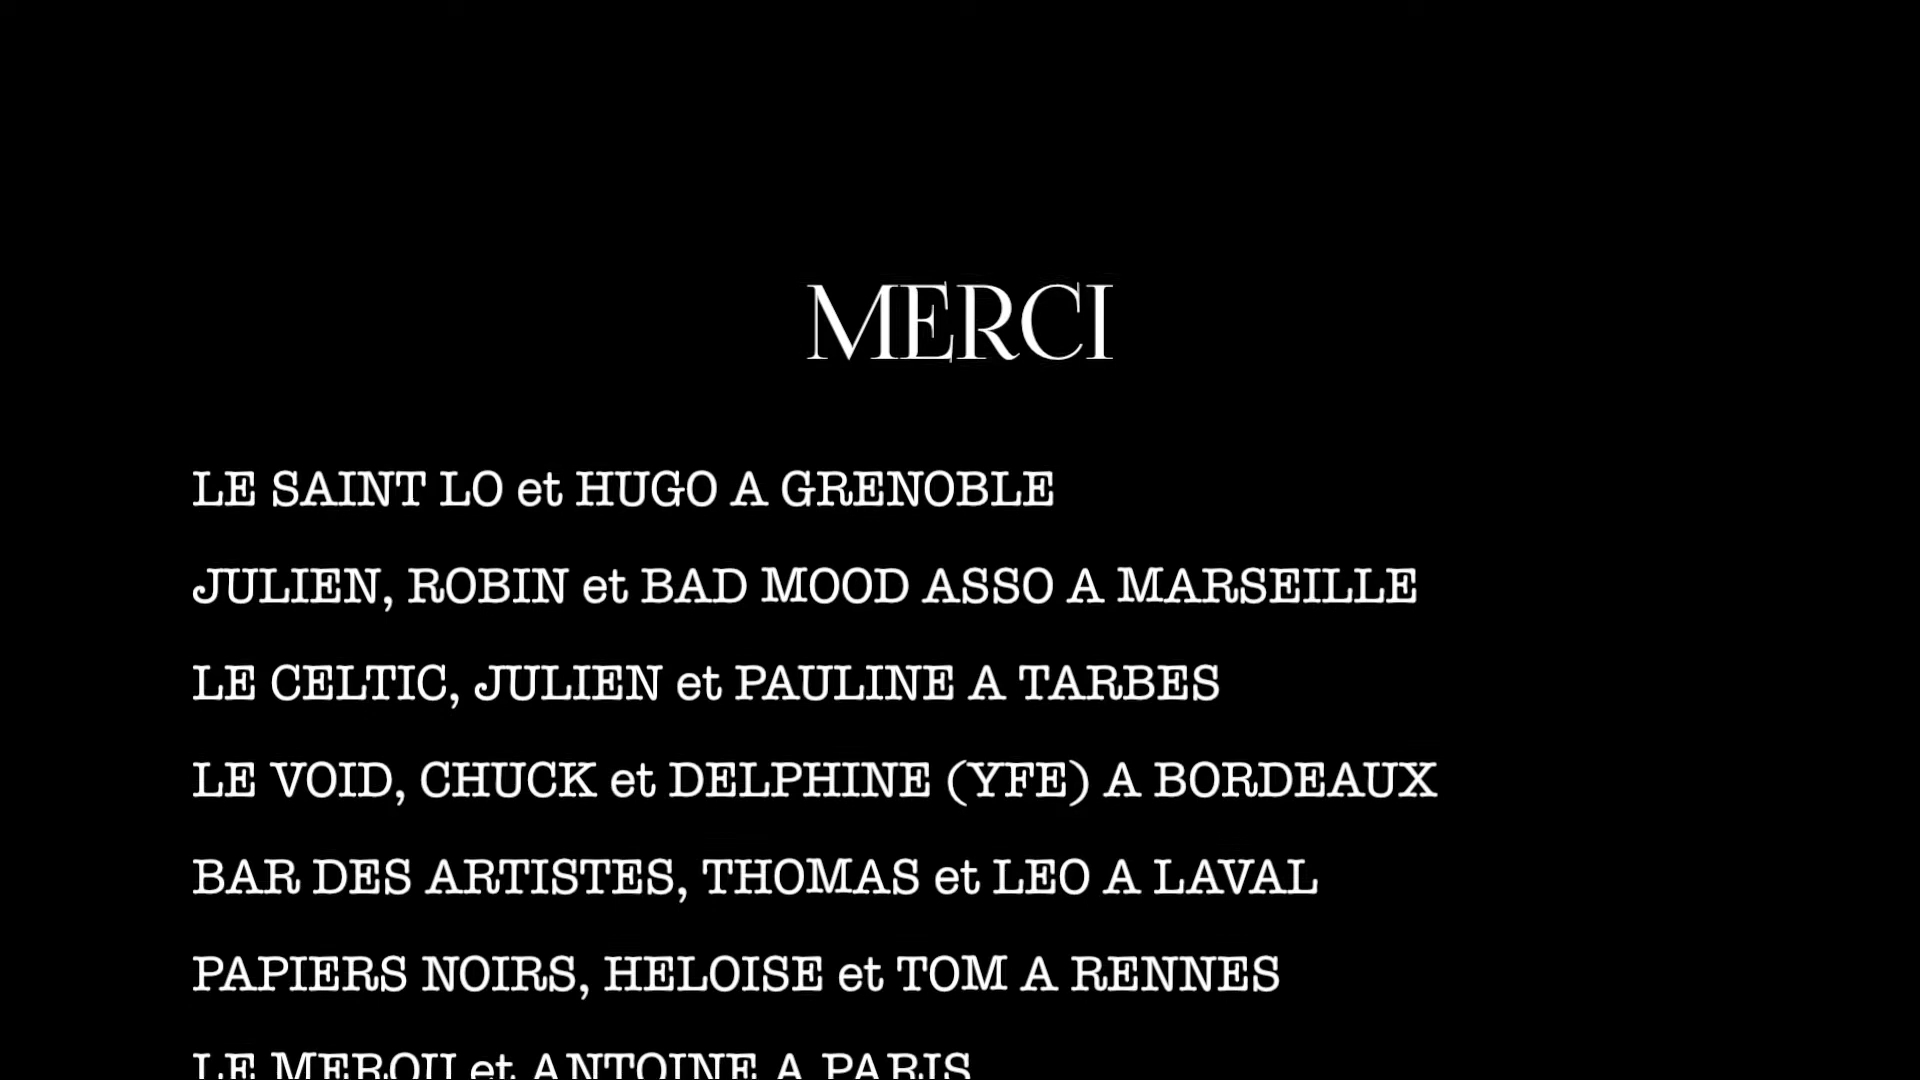 MERCI
LE SAINT LO et HUGO A GRENOBLE
JULIEN, ROBIN et BAD MOOD ASSO A MARSEILLE
LE CELTIC, JULIEN et PAULINE A TARBES
LE VOID, CHUCK et DELPHINE (YFE) A BORDEAUX
BAR DES ARTISTES, THOMAS et LEO A LAVAL
PAPIERS NOIRS, HELOISE et TOM A RENNES
LE MEROU et ANTOINE A PARIS